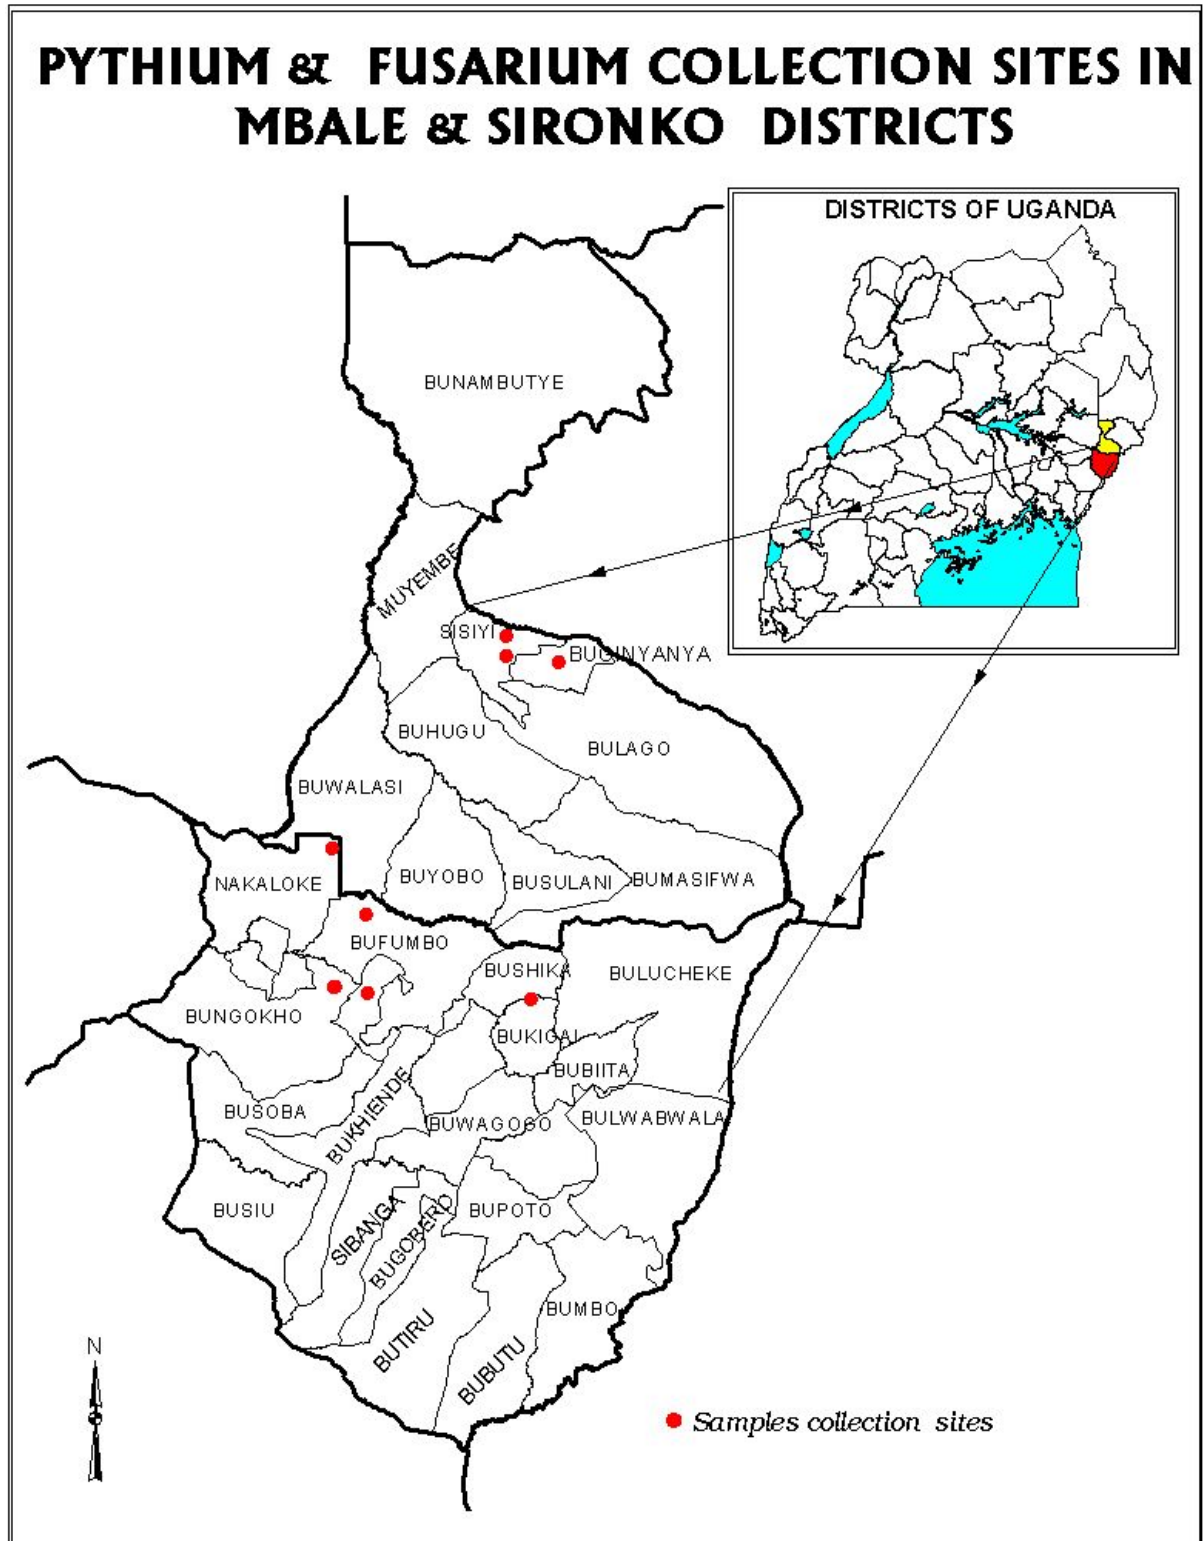 PYTHIUM & FUSARIUM COLLECTION SITES IN
MBALE & SIRONKO DISTRICTS
DISTRICTS OF UGANDA
BUNAMBUTYE
MUYEMBE
SISIYI
BUGINYANYA
BUHUGU
BULAGO
BUWALASI
NAKALOKE
BUYOBO
BUSULANI
BUMASIFWA
BUFUMBO
BUSHIKA
BULUCHEKE
BUNGOKHO
BUKIGAI
BUBIITA
BUSOBA
BUKHIENDE
BUWAGOGO
BULWABWALA
BUSIU
SIBANGA
BUGOBERO
BUPOTO
BUMBO
BUTIRU
BUBUTU
N
Samples collection sites